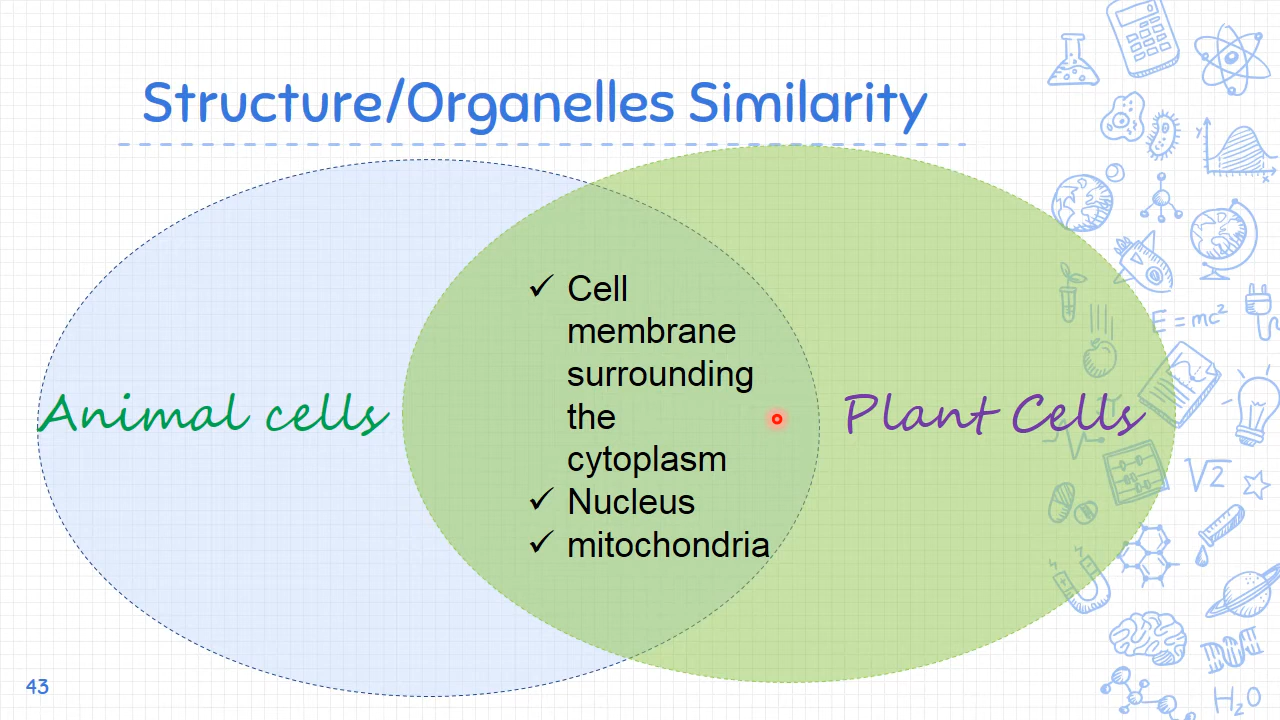 Structure/Organelles Similarity
✓ Cell
membrane
surrounding
the
cytoplasm
✓ Nucleus
✓ mitochondria
Animal cells
Plant Cells
y
x
E = mc²
√2
H₂O
43